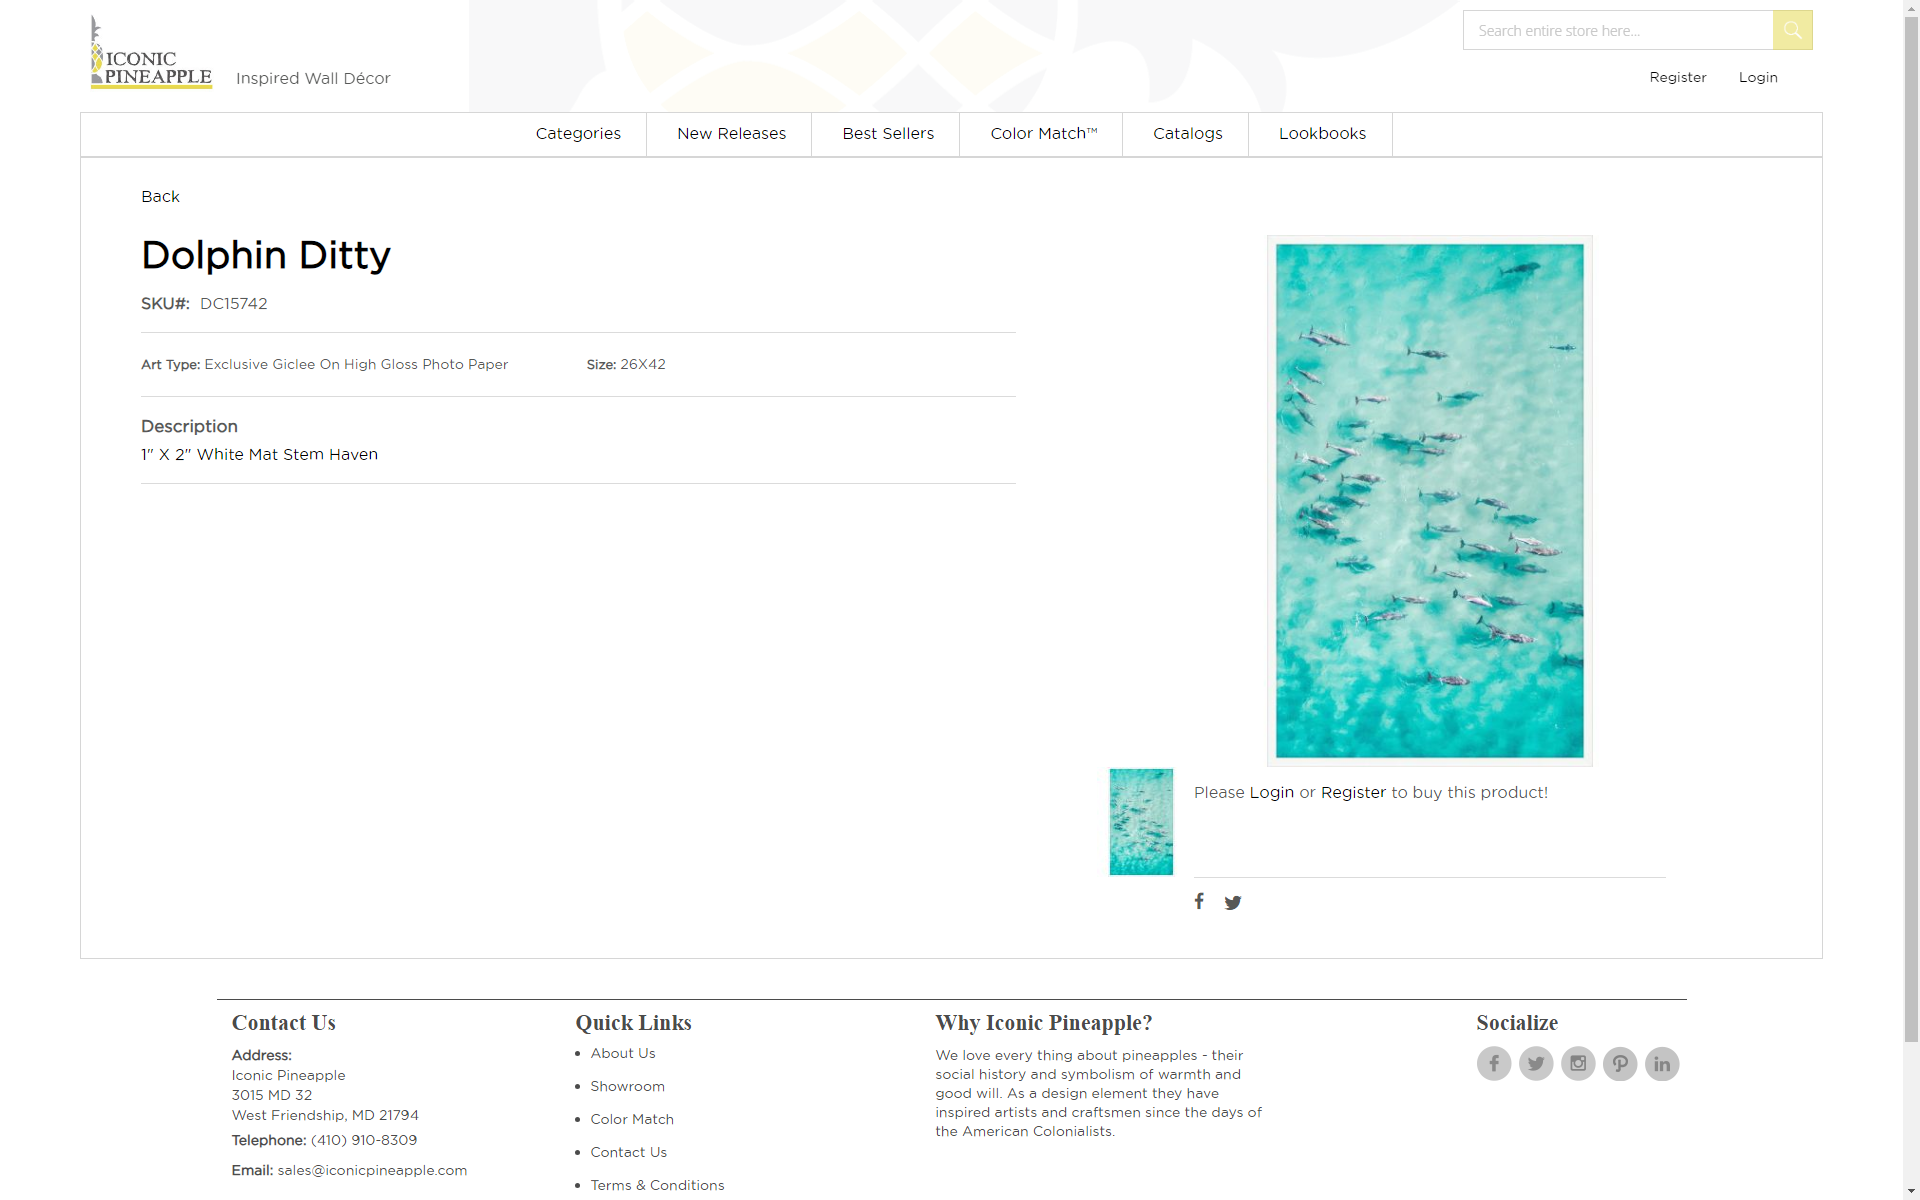 ICONIC
PINEAPPLE
Inspired Wall Décor
Search entire store here...
Register
Login
Categories
New Releases
Best Sellers
Color Match™
Catalogs
Lookbooks
Back
Dolphin Ditty
SKU#: DC15742
Art Type: Exclusive Giclee On High Gloss Photo Paper
Size: 26X42
Description
1" X 2" White Mat Stem Haven
Please Login or Register to buy this product!
Contact Us
Address:
Iconic Pineapple
3015 MD 32
West Friendship, MD 21794
Telephone: (410) 910-8309
Email: sales@iconicpineapple.com
Quick Links
About Us
Showroom
Color Match
Contact Us
Terms & Conditions
Why Iconic Pineapple?
We love every thing about pineapples - their
social history and symbolism of warmth and
good will. As a design element they have
inspired artists and craftsmen since the days of
the American Colonialists.
Socialize